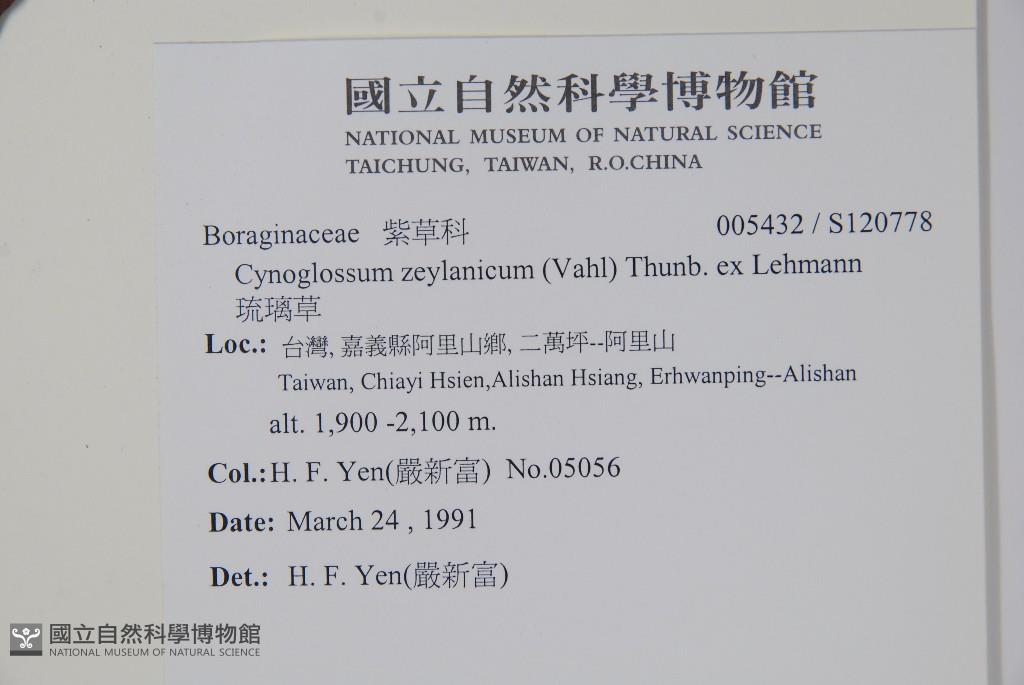 國立自然科學博物館
NATIONAL MUSEUM OF NATURAL SCIENCE
TAICHUNG, TAIWAN, R.O.CHINA
Boraginaceae 紫草科 005432 / S120778
Cynoglossum zeylanicum (Vahl) Thunb. ex Lehmann
琉璃草
Loc.: 台灣, 嘉義縣阿里山鄉, 二萬坪--阿里山
Taiwan, Chiayi Hsien,Alishan Hsiang, Erhwanping--Alishan
alt. 1,900 -2,100 m.
Col.: H. F. Yen(嚴新富) No.05056
Date: March 24 , 1991
Det.: H. F. Yen(嚴新富)
國立自然科學博物館
NATIONAL MUSEUM OF NATURAL SCIENCE